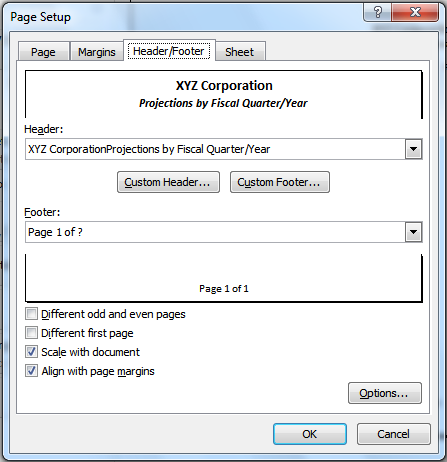 Page Setup
Page Margins Header/Footer Sheet
XYZ Corporation
Projections by Fiscal Quarter/Year
Header:
XYZ CorporationProjections by Fiscal Quarter/Year
Custom Header... Custom Footer...
Footer:
Page 1 of ?
Page 1 of 1
Different odd and even pages
Different first page
Scale with document
Align with page margins
Options...
OK Cancel